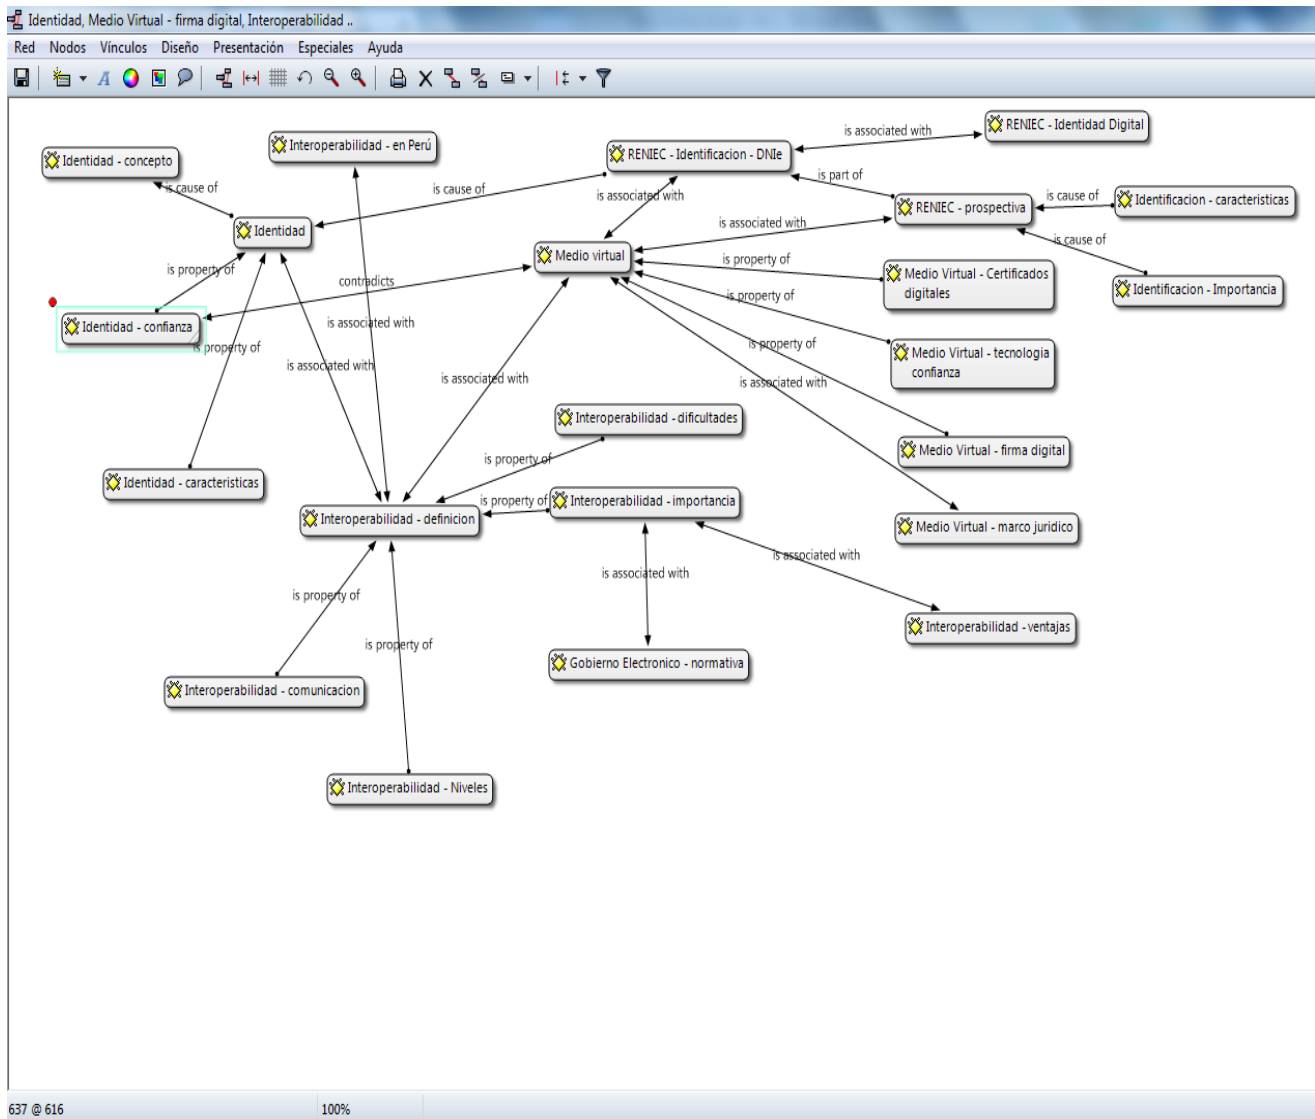 Identidad, Medio Virtual - firma digital, Interoperabilidad ..
Red Nodos Vínculos Diseño Presentación Especiales Ayuda
RENIEC - Identidad Digital
is associated with
Interoperabilidad - en Perú
RENIEC - Identificacion - DNIe
Identidad - concepto
is part of
is cause of
is cause of
is associated with
is cause of
Identificacion - caracteristicas
RENIEC - prospectiva
is associated with
Identidad
is cause of
Medio virtual
is property of
is property of
contradicts
Medio Virtual - Certificados
digitales
Identificacion - Importancia
is property of
is associated with
Identidad - confianza
is property of
is property of
Medio Virtual - tecnologia
confianza
is associated with
is associated with
is associated with
Interoperabilidad - dificultades
Medio Virtual - firma digital
is property of
Identidad - caracteristicas
is property of
Interoperabilidad - importancia
Interoperabilidad - definicion
Medio Virtual - marco juridico
is associated with
is associated with
is property of
Interoperabilidad - ventajas
is property of
Gobierno Electronico - normativa
Interoperabilidad - comunicacion
Interoperabilidad - Niveles
637 @ 616
100%